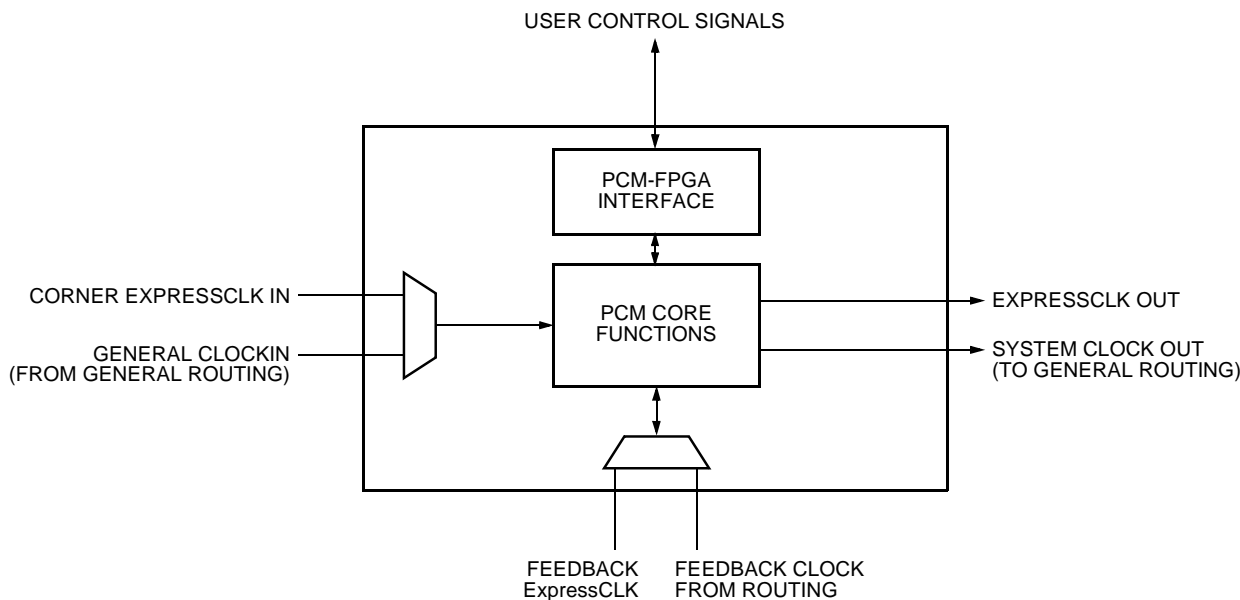 USER CONTROL SIGNALS
PCM-FPGA
INTERFACE
CORNER EXPRESSCLK IN
GENERAL CLOCKIN
(FROM GENERAL ROUTING)
PCM CORE
FUNCTIONS
EXPRESSCLK OUT
SYSTEM CLOCK OUT
(TO GENERAL ROUTING)
FEEDBACK
ExpressCLK
FEEDBACK CLOCK
FROM ROUTING